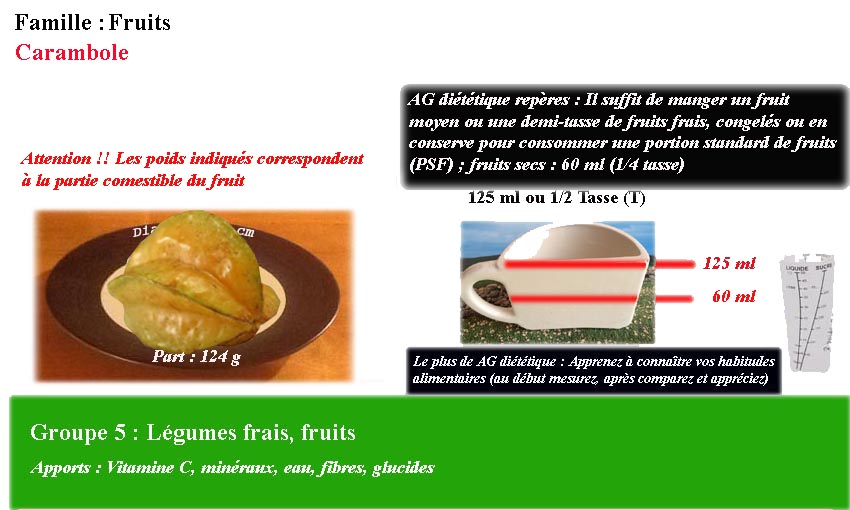 Famille : Fruits
Carambole
AG diététique repères : Il suffit de manger un fruit
moyen ou une demi-tasse de fruits frais, congelés ou en
conserve pour consommer une portion standard de fruits
(PSF) ; fruits secs : 60 ml (1/4 tasse)
Attention !! Les poids indiqués correspondent
à la partie comestible du fruit
125 ml ou 1/2 Tasse (T)
cm
Part : 124 g
125 ml
60 ml
LIQUIDE SUCRE
Le plus de AG diététique : Apprenez à connaître vos habitudes
alimentaires (au début mesurez, après comparez et appréciez)
Groupe 5 : Légumes frais, fruits
Apports : Vitamine C, minéraux, eau, fibres, glucides